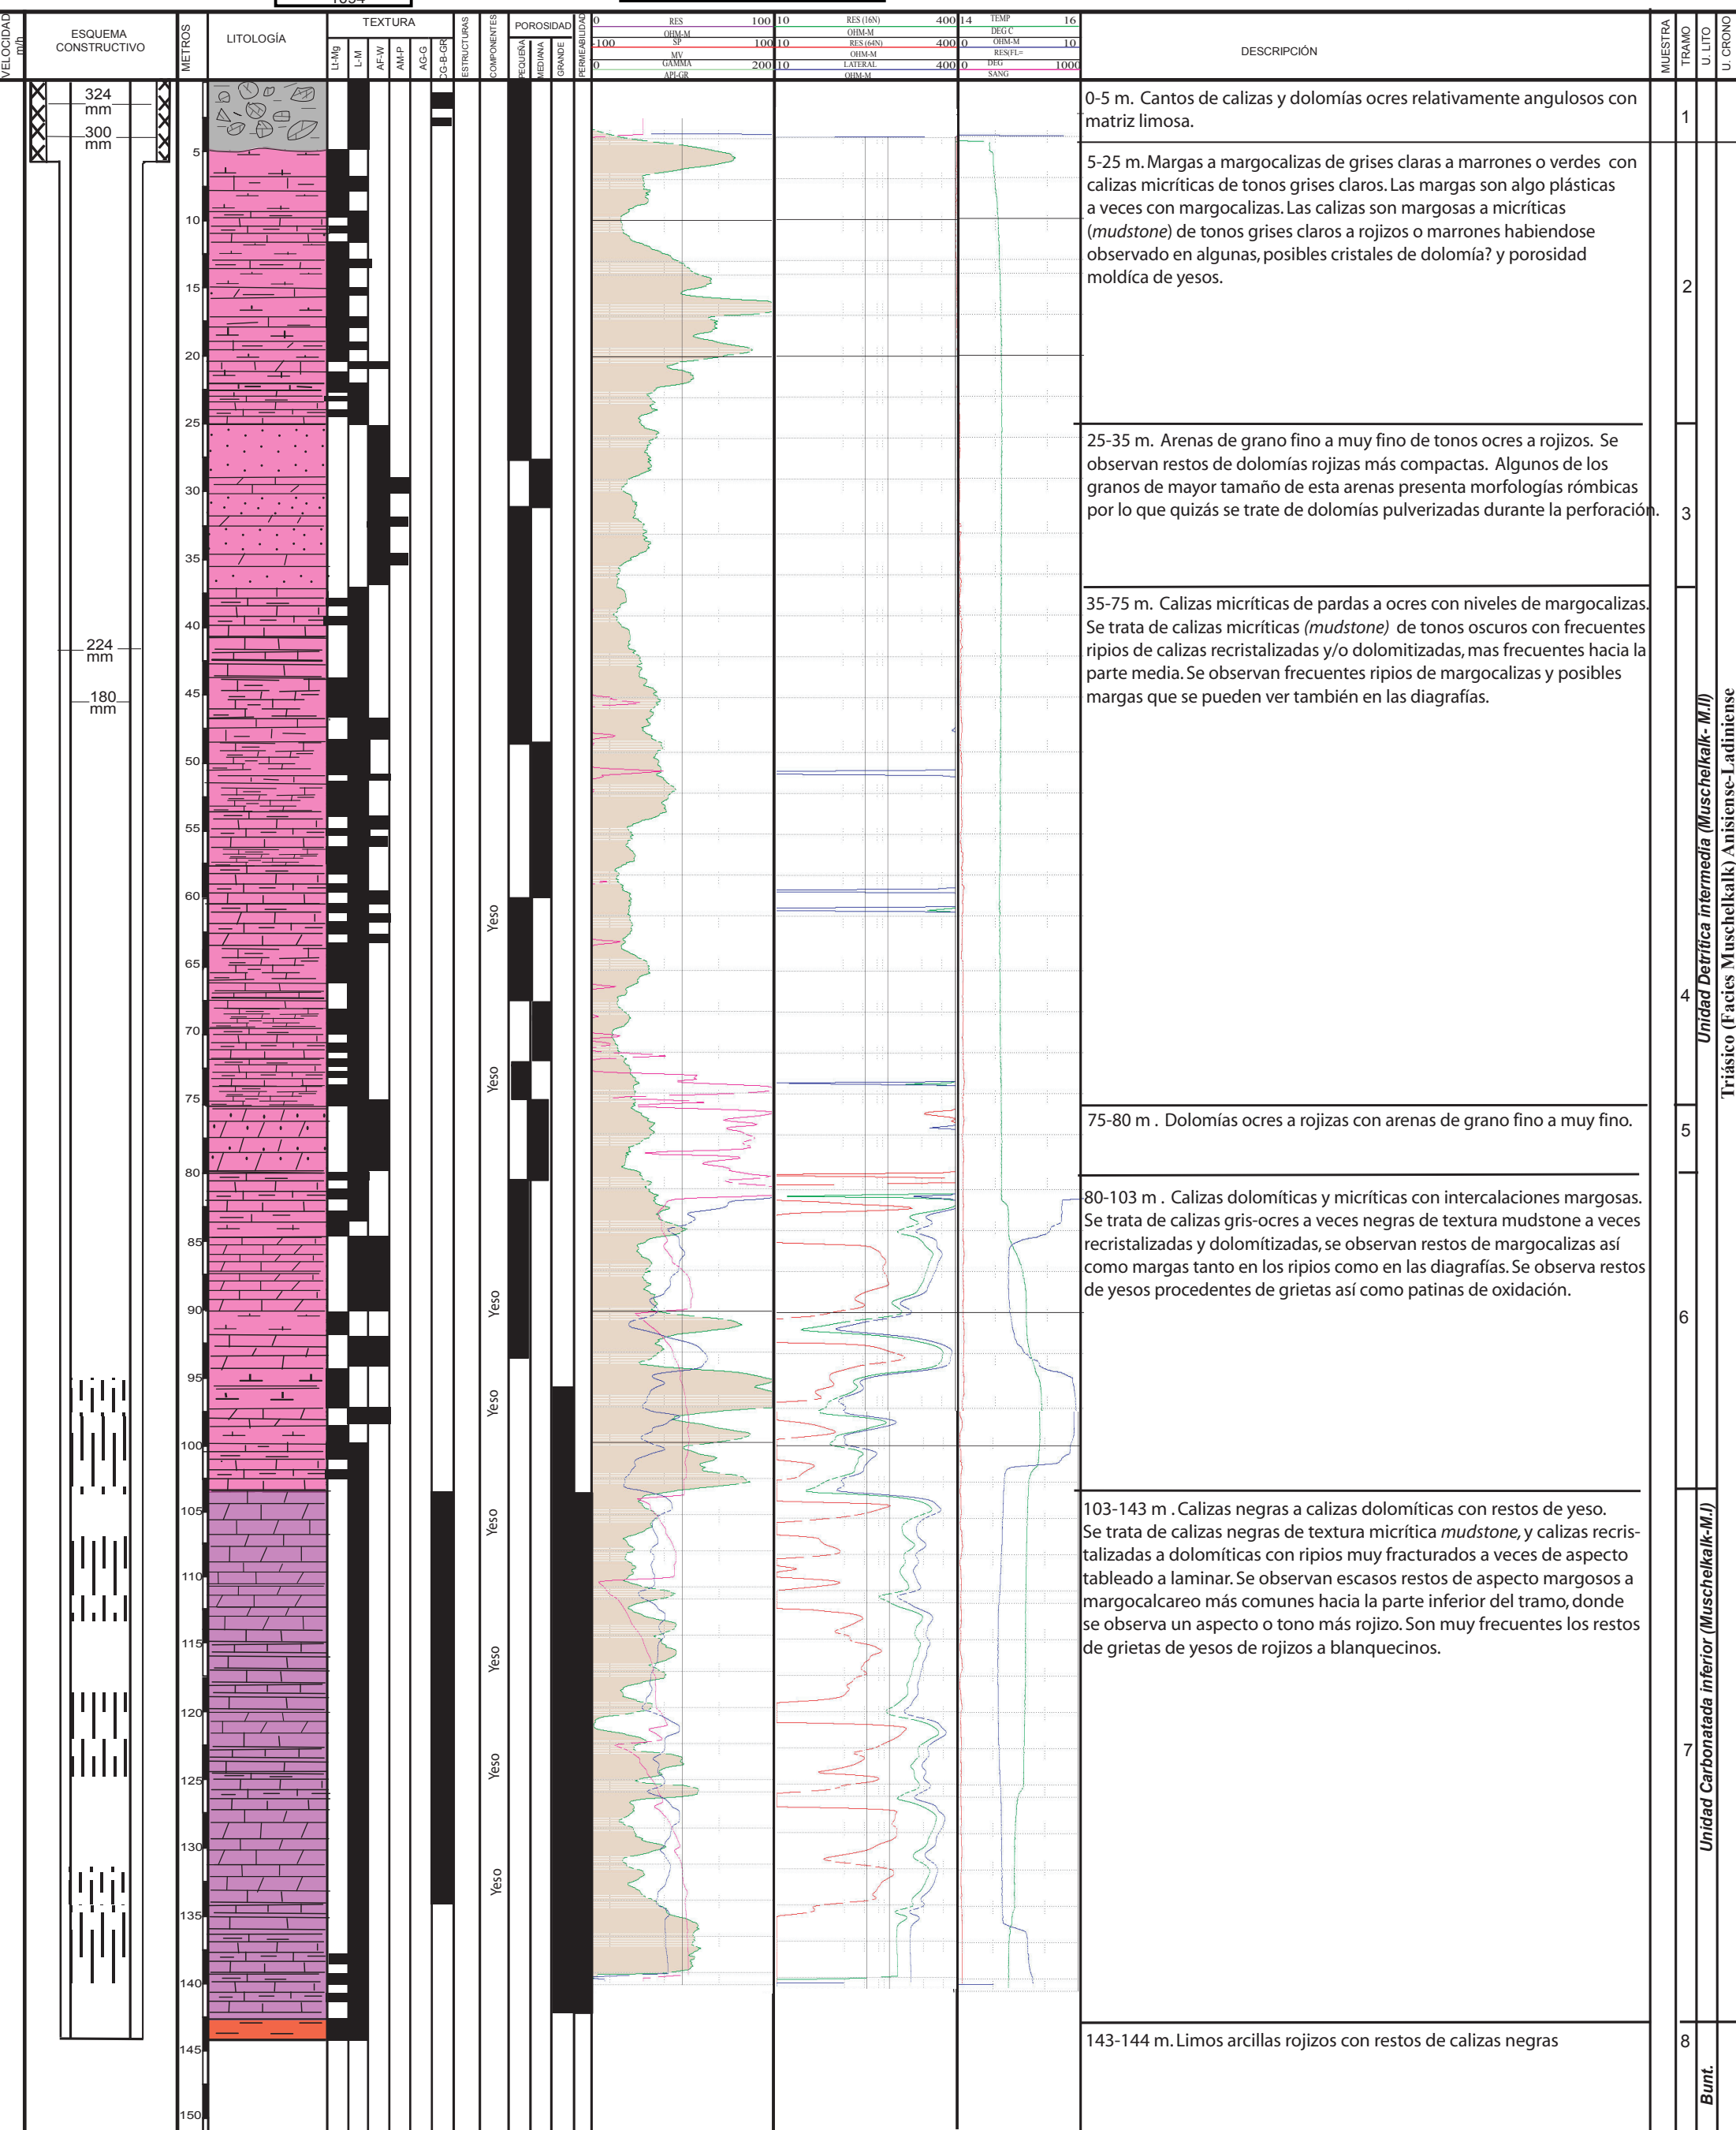 VELOCIDAD
m/h
ESQUEMA
CONSTRUCTIVO
METROS
LITOLOGÍA
TEXTURA
Lt-Mg
L-M
AF-W
AM-P
AG-G
CG-B-GR
ESTRUCTURAS
COMPONENTES
POROSIDAD
PEQUEÑA
MEDIANA
GRANDE
PERMEABILIDAD
0 RES 100
OHM-M
-100 SP 100
MV
0 GAMMA 200
API-GR
10 RES (16N) 400
OHM-M
10 RES (64N) 400
OHM-M
10 LATERAL 400
OHM-M
14 TEMP 16
DEG C
0 OHM-M 10
RES(FL=
0 DEG 1000
SANG
DESCRIPCIÓN
MUESTRA
TRAMO
U. LITO
U. CRONO
324
mm
300
mm
224
mm
180
mm
5
10
15
20
25
30
35
40
45
50
55
60
65
70
75
80
85
90
95
100
105
110
115
120
125
130
135
140
145
150
Yeso
Yeso
Yeso
Yeso
Yeso
Yeso
Yeso
Yeso
0-5 m. Cantos de calizas y dolomías ocres relativamente angulosos con
matriz limosa.
1
5-25 m. Margas a margocalizas de grises claras a marrones o verdes con
calizas micríticas de tonos grises claros. Las margas son algo plásticas
a veces con margocalizas. Las calizas son margosas a micríticas
(mudstone) de tonos grises claros a rojizos o marrones habiendose
observado en algunas, posibles cristales de dolomía? y porosidad
moldíca de yesos.
2
25-35 m. Arenas de grano fino a muy fino de tonos ocres a rojizos. Se
observan restos de dolomías rojizas más compactas. Algunos de los
granos de mayor tamaño de esta arenas presenta morfologías rómbicas
por lo que quizás se trate de dolomías pulverizadas durante la perforación.
3
35-75 m. Calizas micríticas de pardas a ocres con niveles de margocalizas.
Se trata de calizas micríticas (mudstone) de tonos oscuros con frecuentes
ripios de calizas recristalizadas y/o dolomitizadas, mas frecuentes hacia la
parte media. Se observan frecuentes ripios de margocalizas y posibles
margas que se pueden ver también en las diagrafías.
4
75-80 m . Dolomías ocres a rojizas con arenas de grano fino a muy fino.
5
80-103 m . Calizas dolomíticas y micríticas con intercalaciones margosas.
Se trata de calizas gris-ocres a veces negras de textura mudstone a veces
recristalizadas y dolomítizadas, se observan restos de margocalizas así
como margas tanto en los ripios como en las diagrafías. Se observa restos
de yesos procedentes de grietas así como patinas de oxidación.
6
103-143 m . Calizas negras a calizas dolomíticas con restos de yeso.
Se trata de calizas negras de textura micrítica mudstone, y calizas recris-
talizadas a dolomíticas con ripios muy fracturados a veces de aspecto
tableado a laminar. Se observan escasos restos de aspecto margosos a
margocalcareo más comunes hacia la parte inferior del tramo, donde
se observa un aspecto o tono más rojizo. Son muy frecuentes los restos
de grietas de yesos de rojizos a blanquecinos.
7
143-144 m. Limos arcillas rojizos con restos de calizas negras
8
Unidad Detrítica intermedia (Muschelkalk- M.II)
Unidad Carbonatada inferior (Muschelkalk-M.I)
Bunt.
Triásico (Facies Muschelkalk) Anisiense-Ladiniense